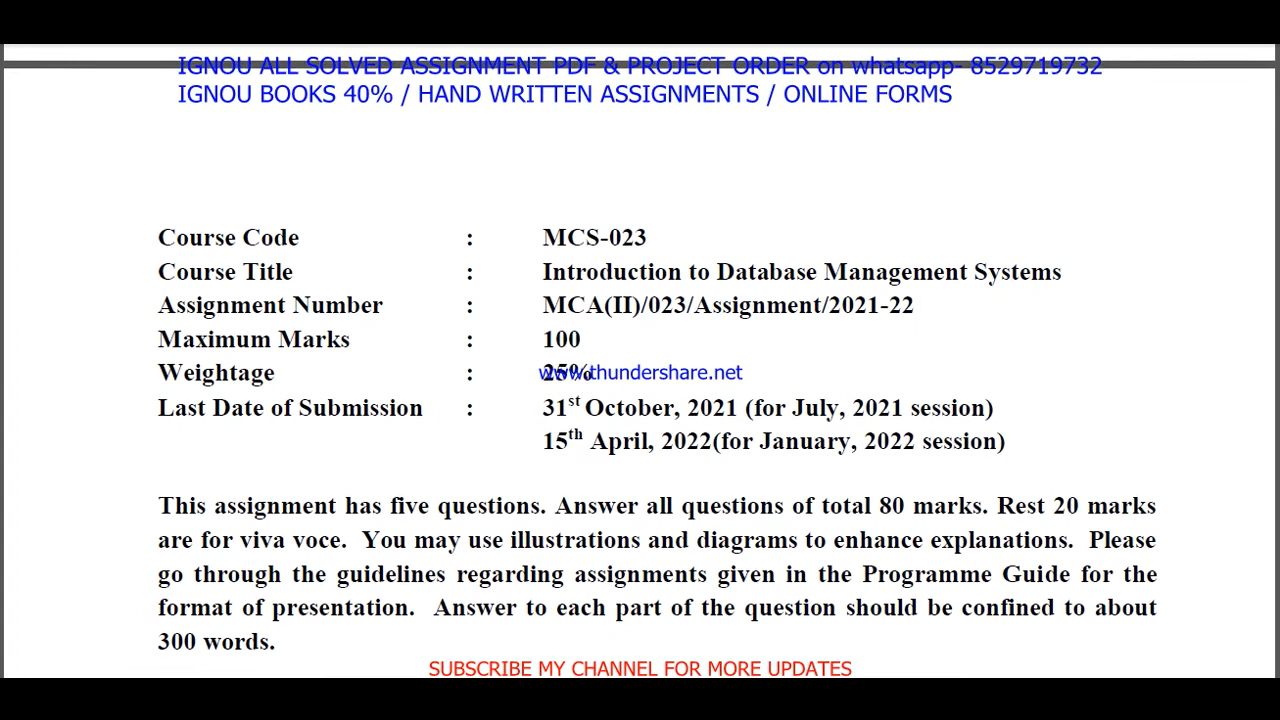 IGNOU ALL SOLVED ASSIGNMENT PDF & PROJECT ORDER on whatsapp- 8529719732
IGNOU BOOKS 40% / HAND WRITTEN ASSIGNMENTS / ONLINE FORMS
Course Code : MCS-023
Course Title : Introduction to Database Management Systems
Assignment Number : MCA(II)/023/Assignment/2021-22
Maximum Marks : 100
Weightage : 25%
www.thundershare.net
Last Date of Submission : 31st October, 2021 (for July, 2021 session)
15th April, 2022(for January, 2022 session)
This assignment has five questions. Answer all questions of total 80 marks. Rest 20 marks
are for viva voce. You may use illustrations and diagrams to enhance explanations. Please
go through the guidelines regarding assignments given in the Programme Guide for the
format of presentation. Answer to each part of the question should be confined to about
300 words.
SUBSCRIBE MY CHANNEL FOR MORE UPDATES